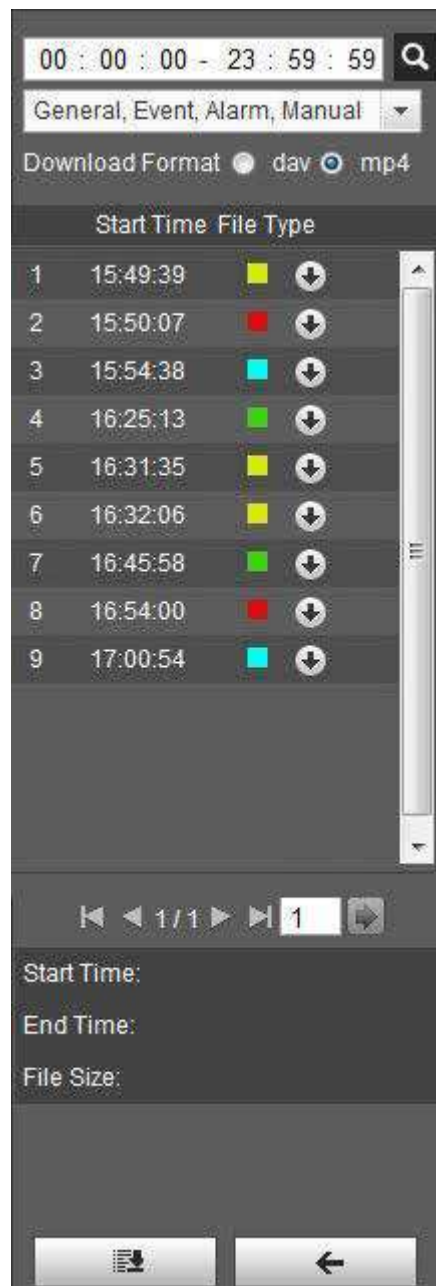 00 : 00 : 00 - 23 : 59 : 59
General, Event, Alarm, Manual
Download Format dav mp4
Start Time File Type
1 15:49:39
2 15:50:07
3 15:54:38
4 16:25:13
5 16:31:35
6 16:32:06
7 16:45:58
8 16:54:00
9 17:00:54
1 / 1 1
Start Time:
End Time:
File Size: